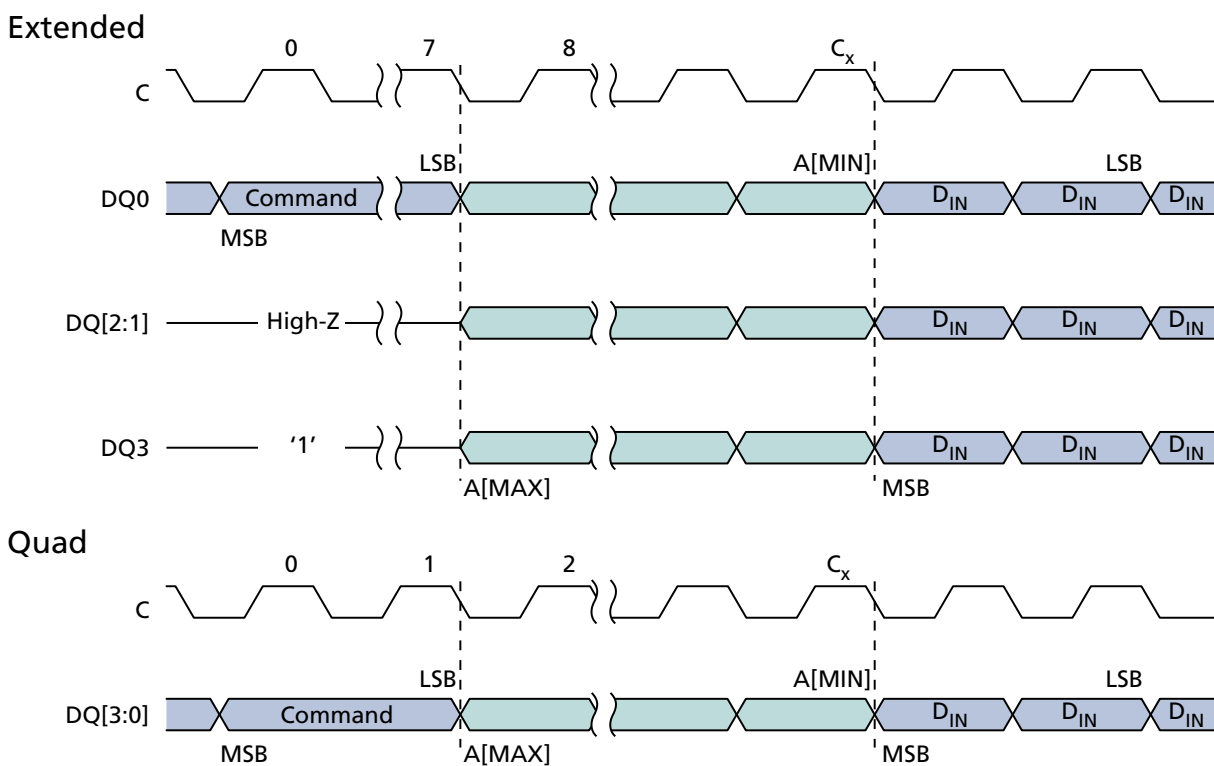 Extended
0 7 8 Cx
C
LSB A[MIN] LSB
DQ0 Command DIN DIN DIN
MSB
DQ[2:1] High-Z DIN DIN DIN
DQ3 '1' DIN DIN DIN
A[MAX] MSB
Quad
0 1 2 Cx
C
LSB A[MIN] LSB
DQ[3:0] Command DIN DIN DIN
MSB A[MAX] MSB